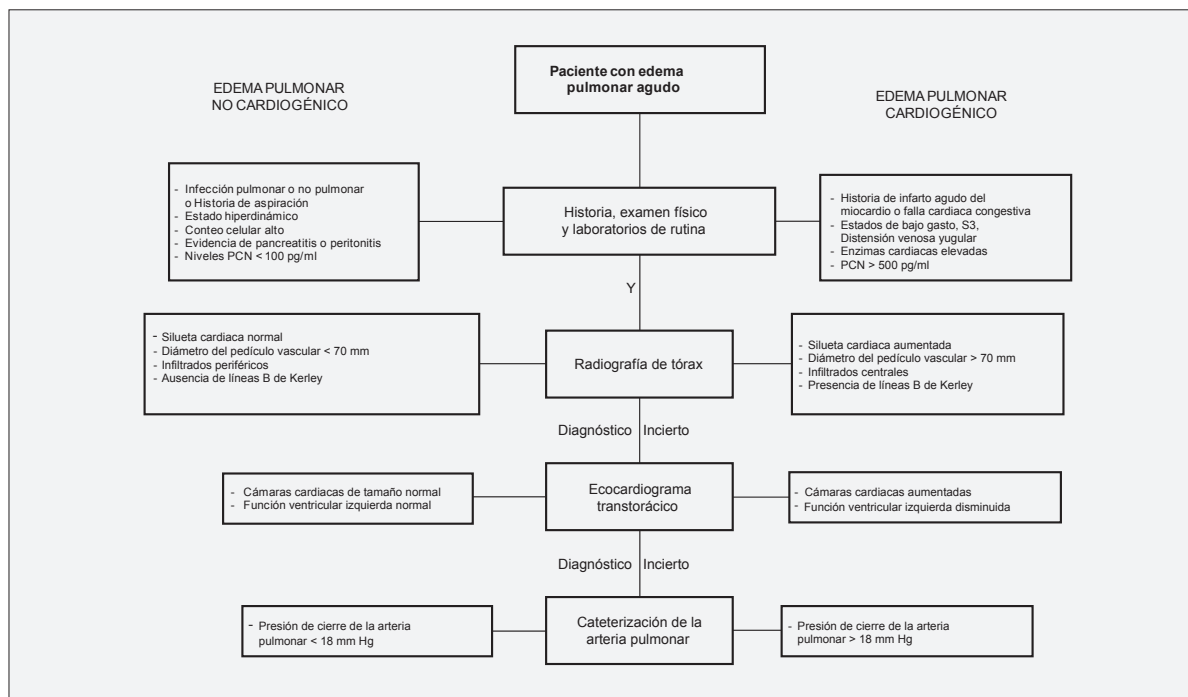 Paciente con edema
pulmonar agudo
EDEMA PULMONAR
NO CARDIOGÉNICO
EDEMA PULMONAR
CARDIOGÉNICO
- Infección pulmonar o no pulmonar
o Historia de aspiración
- Estado hiperdinámico
- Conteo celular alto
- Evidencia de pancreatitis o peritonitis
- Niveles PCN < 100 pg/ml
Historia, examen físico
y laboratorios de rutina
- Historia de infarto agudo del
miocardio o falla cardiaca congestiva
- Estados de bajo gasto, S3,
Distensión venosa yugular
- Enzimas cardiacas elevadas
- PCN > 500 pg/ml
Y
- Silueta cardiaca normal
- Diámetro del pedículo vascular < 70 mm
- Infiltrados periféricos
- Ausencia de líneas B de Kerley
Radiografía de tórax
- Silueta cardiaca aumentada
- Diámetro del pedículo vascular > 70 mm
- Infiltrados centrales
- Presencia de líneas B de Kerley
Diagnóstico Incierto
- Cámaras cardiacas de tamaño normal
- Función ventricular izquierda normal
Ecocardiograma
transtorácico
- Cámaras cardiacas aumentadas
- Función ventricular izquierda disminuida
Diagnóstico Incierto
- Presión de cierre de la arteria
pulmonar < 18 mm Hg
Cateterización de la
arteria pulmonar
- Presión de cierre de la arteria
pulmonar > 18 mm Hg